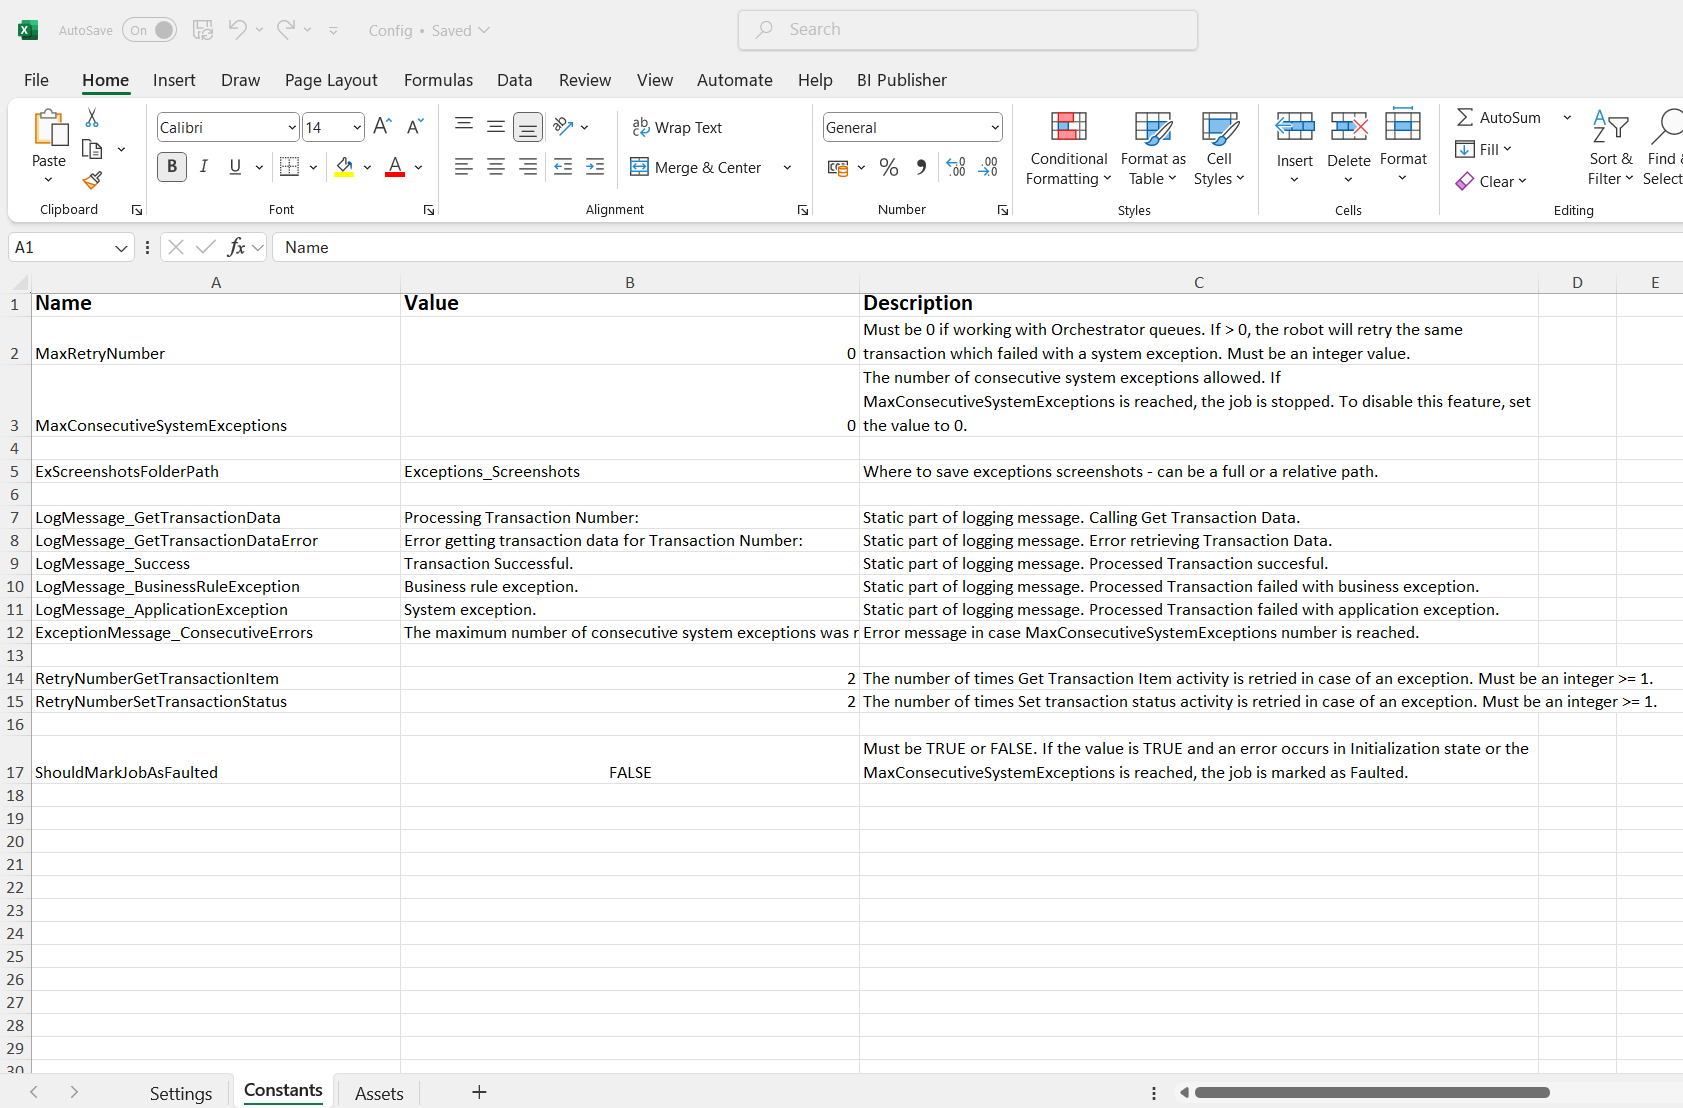 AutoSave On Config • Saved Search
File Home Insert Draw Page Layout Formulas Data Review View Automate Help BI Publisher
Paste
Clipboard
Calibri 14
B I U A
Font
Wrap Text
Merge & Center
Alignment
General
% .00
Number
Conditional
Formatting
Format as
Table
Cell
Styles
Styles
Insert Delete Format
Cells
AutoSum
Fill
Clear
Sort &
Filter
Find &
Select
Editing
A1 fx Name
A B C D E
1 Name Value Description
Must be 0 if working with Orchestrator queues. If > 0, the robot will retry the same
2 MaxRetryNumber 0 transaction which failed with a system exception. Must be an integer value.
The number of consecutive system exceptions allowed. If
MaxConsecutiveSystemExceptions is reached, the job is stopped. To disable this feature, set
3 MaxConsecutiveSystemExceptions 0 the value to 0.
4
5 ExScreenshotsFolderPath Exceptions_Screenshots Where to save exceptions screenshots - can be a full or a relative path.
6
7 LogMessage_GetTransactionData Processing Transaction Number: Static part of logging message. Calling Get Transaction Data.
8 LogMessage_GetTransactionDataError Error getting transaction data for Transaction Number: Static part of logging message. Error retrieving Transaction Data.
9 LogMessage_Success Transaction Successful. Static part of logging message. Processed Transaction succesful.
10 LogMessage_BusinessRuleException Business rule exception. Static part of logging message. Processed Transaction failed with business exception.
11 LogMessage_ApplicationException System exception. Static part of logging message. Processed Transaction failed with application exception.
12 ExceptionMessage_ConsecutiveErrors The maximum number of consecutive system exceptions was r Error message in case MaxConsecutiveSystemExceptions number is reached.
13
14 RetryNumberGetTransactionItem 2 The number of times Get Transaction Item activity is retried in case of an exception. Must be an integer >= 1.
15 RetryNumberSetTransactionStatus 2 The number of times Set transaction status activity is retried in case of an exception. Must be an integer >= 1.
16
Must be TRUE or FALSE. If the value is TRUE and an error occurs in Initialization state or the
17 ShouldMarkJobAsFaulted FALSE MaxConsecutiveSystemExceptions is reached, the job is marked as Faulted.
18
19
20
21
22
23
24
25
26
27
28
29
30
Settings Constants Assets +